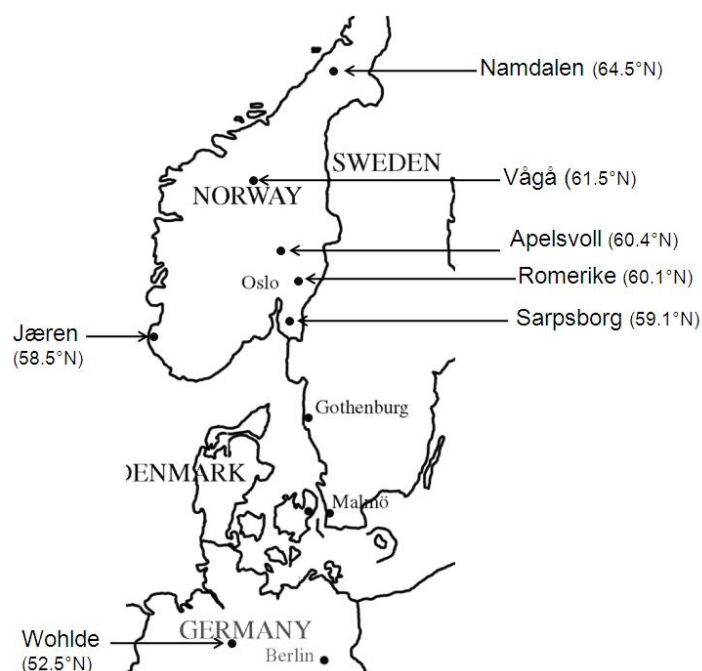 Namdalen (64.5°N)
SWEDEN
Vågå (61.5°N)
NORWAY
Apelsvoll (60.4°N)
Romerike (60.1°N)
Oslo
Sarpsborg (59.1°N)
Jæren
(58.5°N)
Gothenburg
DENMARK
Malmö
GERMANY
Wohlde
(52.5°N)
Berlin